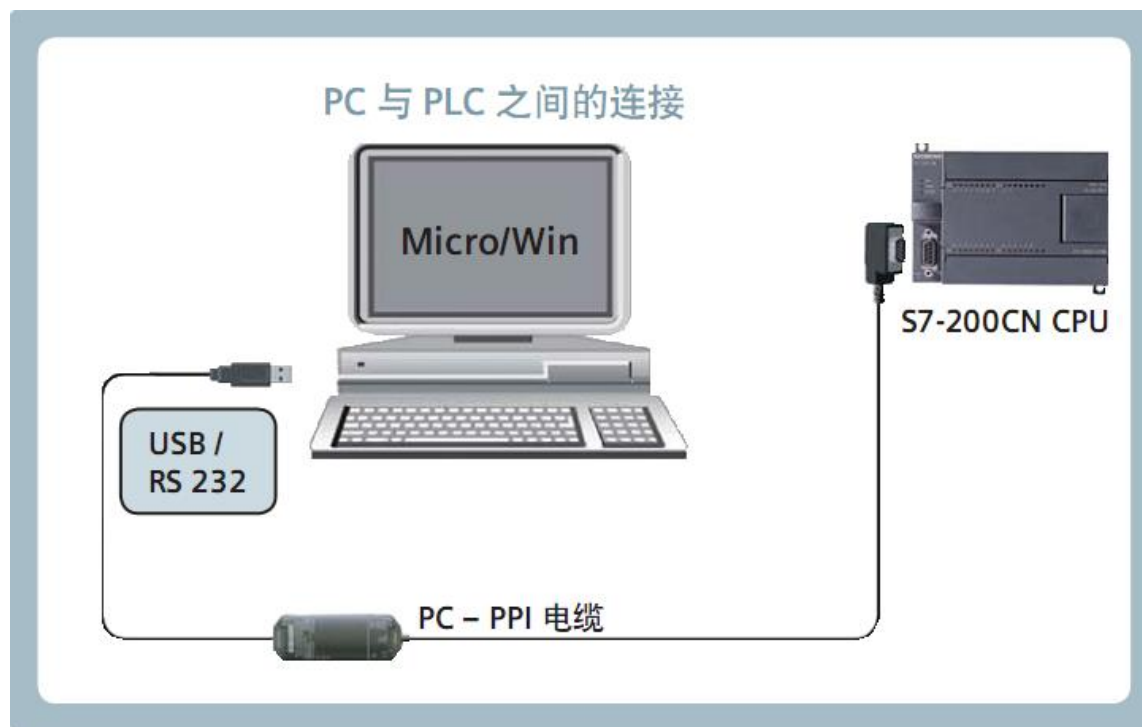 PC 与 PLC 之间的连接
Micro/Win
S7-200CN CPU
USB /
RS 232
PC – PPI 电缆